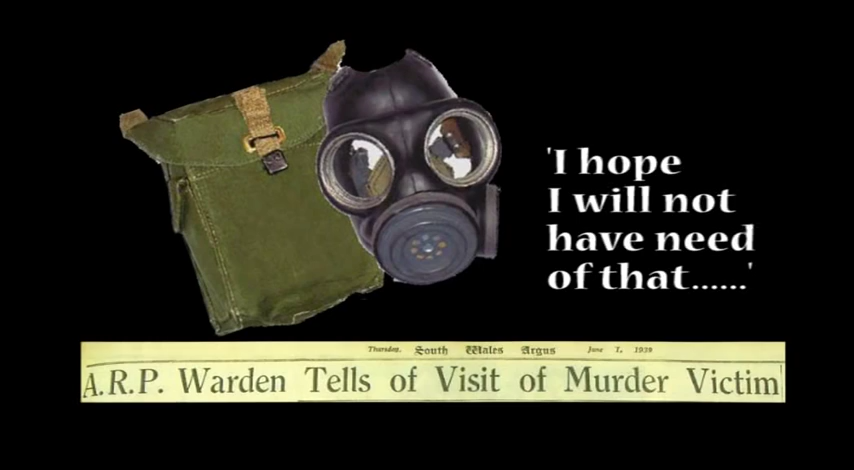 'I hope
I will not
have need
of that......'
Thursday. South Wales Argus June 1, 1939
A.R.P. Warden Tells of Visit of Murder Victim